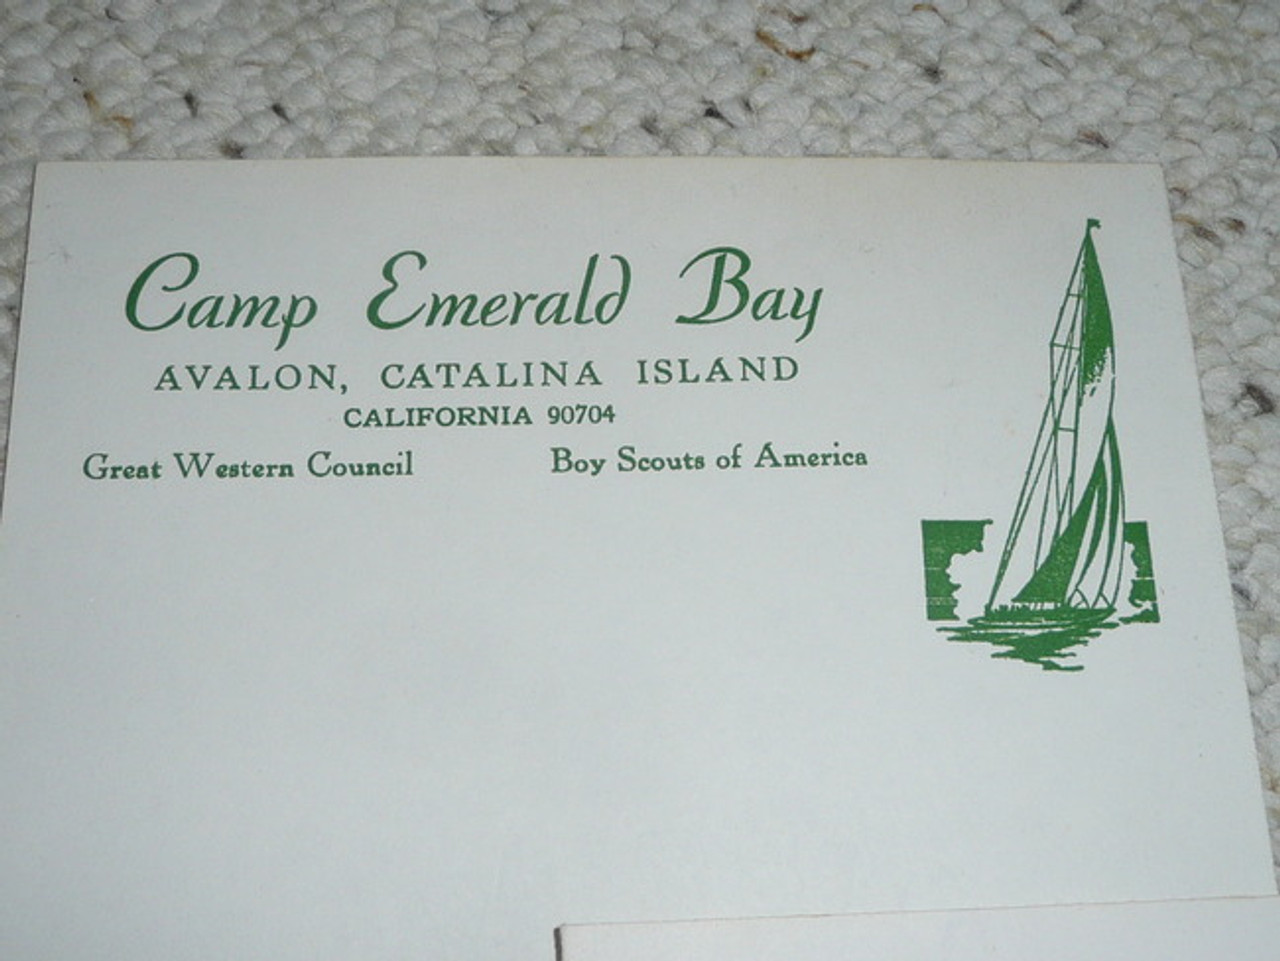 Camp Emerald Bay
AVALON, CATALINA ISLAND
CALIFORNIA 90704
Great Western Council Boy Scouts of America